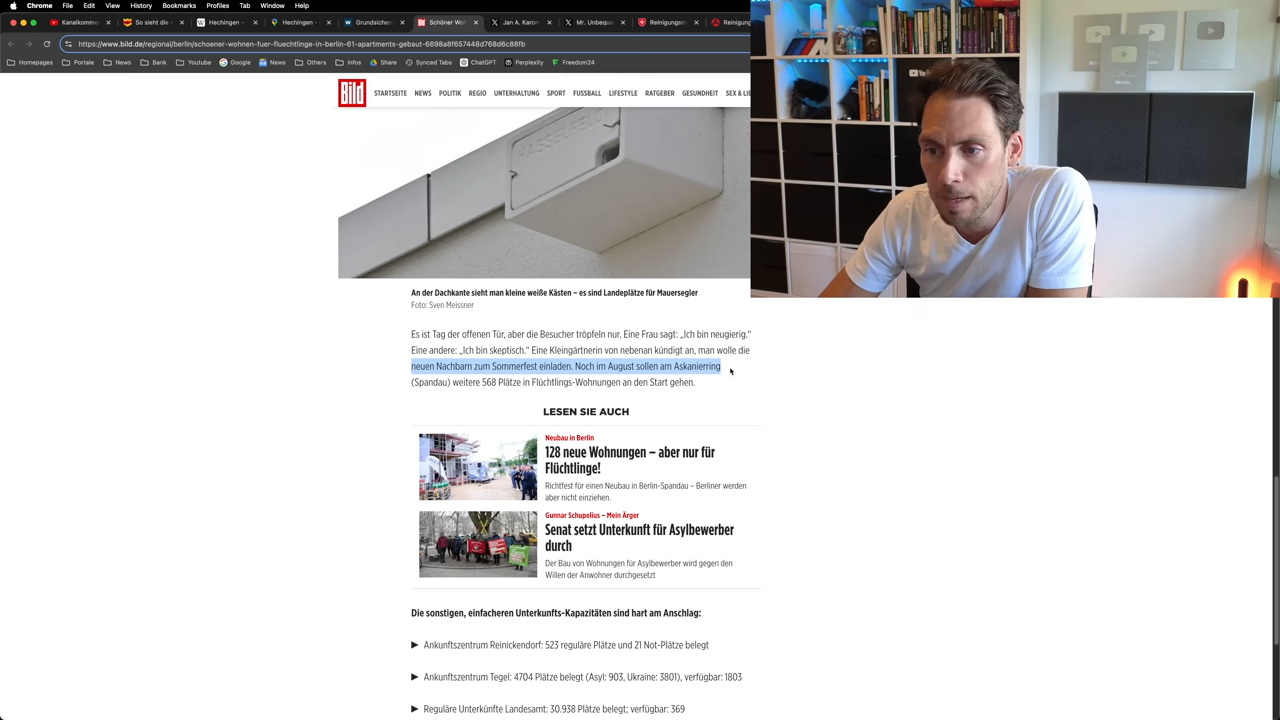 Chrome File Edit View History Bookmarks Profiles Tab Window Help
Kanalkomme
So sieht die
Hechingen -
Hechingen -
Grundsicher
Schöner Wo
Jan A. Karon
Mr. Unbeque
Reinigungsm
Reinigung
https://www.bild.de/regional/berlin/schoener-wohnen-fuer-fluechtlinge-in-berlin-61-apartments-gebaut-6698a8f657448d768d6c88fb
Homepages Portale News Bank Youtube Google News Others Infos Share Synced Tabs ChatGPT Perplexity Freedom24
Bild STARTSEITE NEWS POLITIK REGIO UNTERHALTUNG SPORT FUSSBALL LIFESTYLE RATGEBER GESUNDHEIT SEX & LIE
An der Dachkante sieht man kleine weiße Kästen – es sind Landeplätze für Mauersegler
Foto: Sven Meissner
Es ist Tag der offenen Tür, aber die Besucher tröpfeln nur. Eine Frau sagt: „Ich bin neugierig.“
Eine andere: „Ich bin skeptisch.“ Eine Kleingärtnerin von nebenan kündigt an, man wolle die
neuen Nachbarn zum Sommerfest einladen. Noch im August sollen am Askanierring
(Spandau) weitere 568 Plätze in Flüchtlings-Wohnungen an den Start gehen.
LESEN SIE AUCH
Neubau in Berlin
128 neue Wohnungen – aber nur für
Flüchtlinge!
Richtfest für einen Neubau in Berlin-Spandau – Berliner werden
aber nicht einziehen.
Gunnar Schupelius – Mein Ärger
Senat setzt Unterkunft für Asylbewerber
durch
Der Bau von Wohnungen für Asylbewerber wird gegen den
Willen der Anwohner durchgesetzt
Die sonstigen, einfacheren Unterkunfts-Kapazitäten sind hart am Anschlag:
► Ankunftszentrum Reinickendorf: 523 reguläre Plätze und 21 Not-Plätze belegt
► Ankunftszentrum Tegel: 4704 Plätze belegt (Asyl: 903, Ukraine: 3801), verfügbar: 1803
► Reguläre Unterkünfte Landesamt: 30.938 Plätze belegt; verfügbar: 369